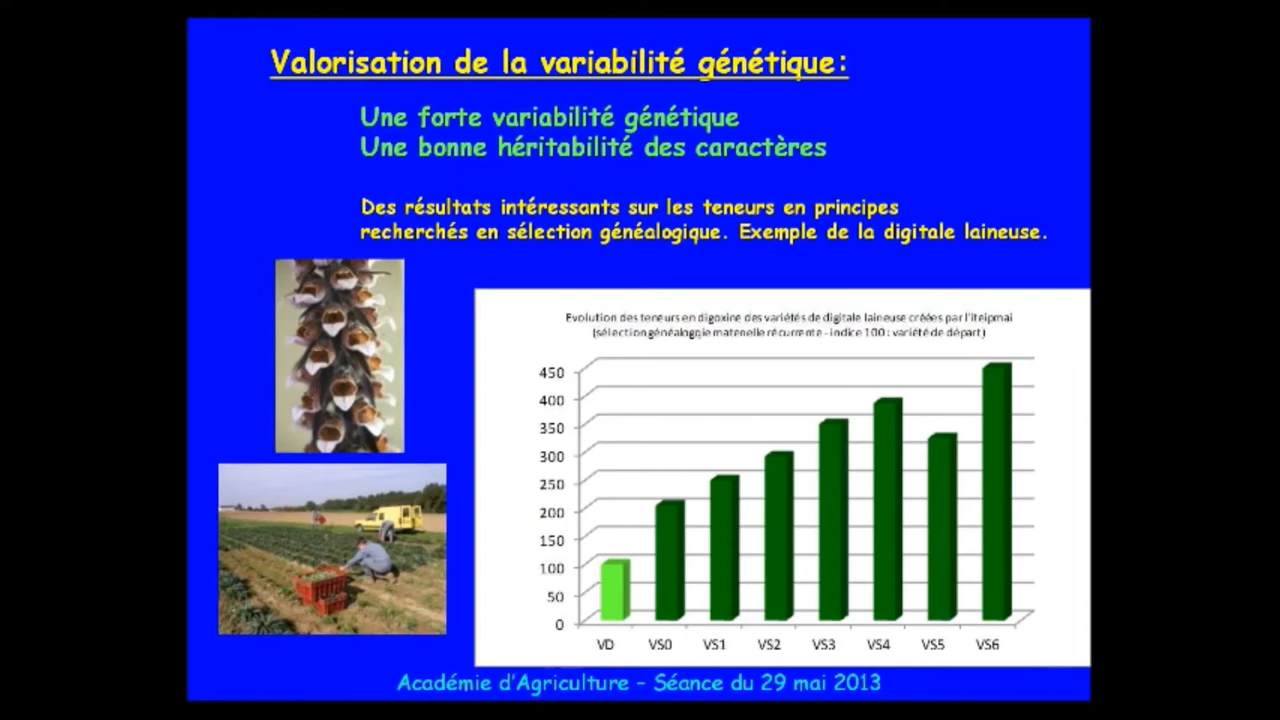 Valorisation de la variabilité génétique:
Une forte variabilité génétique
Une bonne héritabilité des caractères
Des résultats intéressants sur les teneurs en principes
recherchés en sélection généalogique. Exemple de la digitale laineuse.
Evolution des teneurs en digoxine des variétés de digitale laineuse créées par l'iteipmai
(sélection généalogqie matenelle récurrente - indice 100 : variété de départ)
450
400
350
300
250
200
150
100
50
0
VD VS0 VS1 VS2 VS3 VS4 VS5 VS6
Académie d'Agriculture – Séance du 29 mai 2013